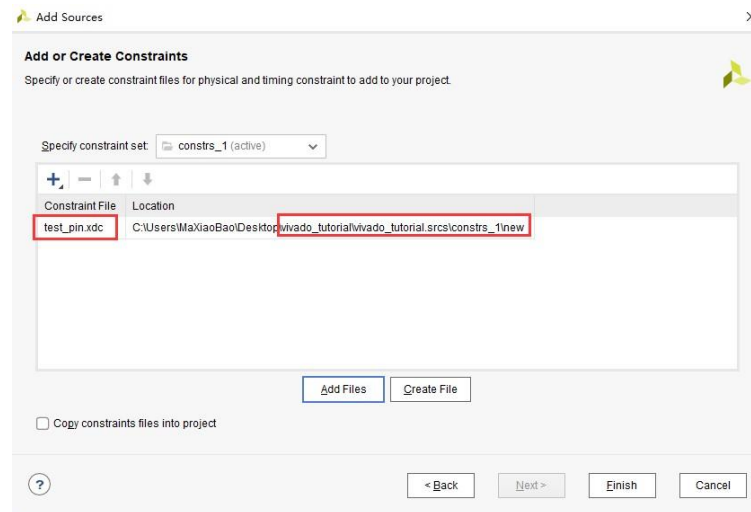 Add Sources
Add or Create Constraints
Specify or create constraint files for physical and timing constraint to add to your project.
Specify constraint set: constrs_1 (active)
Constraint File Location
test_pin.xdc C:\Users\MaXiaoBao\Desktop\vivado_tutorial\vivado_tutorial.srcs\constrs_1\new
Add Files Create File
Copy constraints files into project
? < Back Next > Finish Cancel